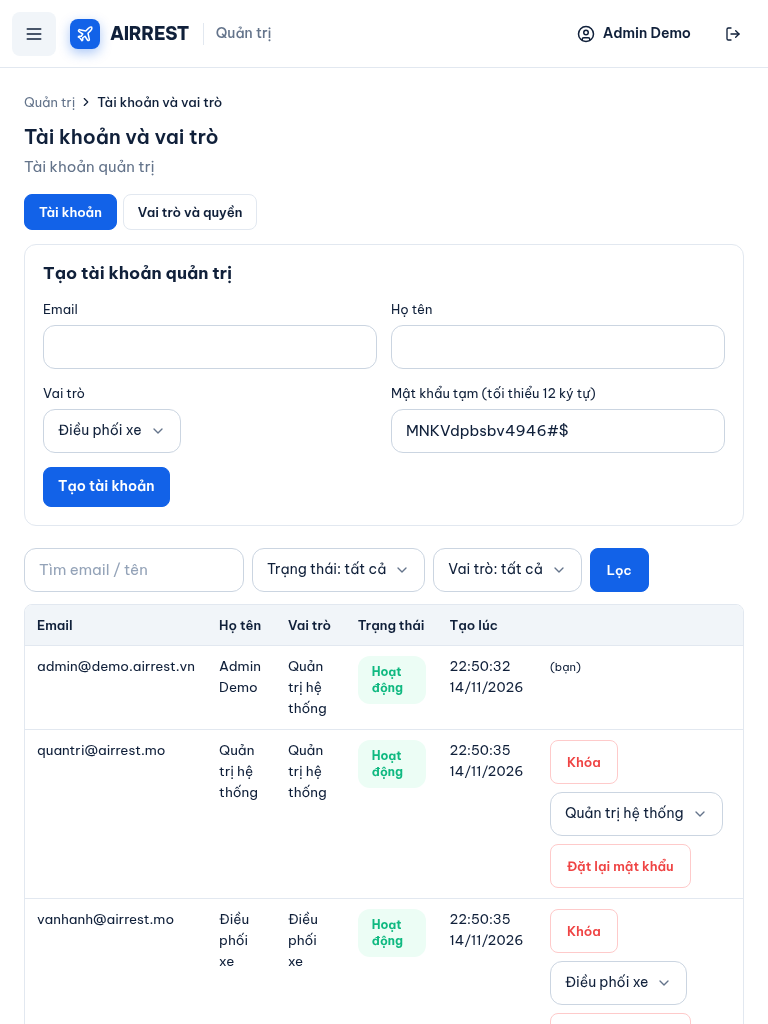 AIRREST
Quản trị
Admin Demo
Quản trị > Tài khoản và vai trò
Tài khoản và vai trò
Tài khoản quản trị
Tài khoản
Vai trò và quyền
Tạo tài khoản quản trị
Email
Họ tên
Vai trò
Mật khẩu tạm (tối thiểu 12 ký tự)
Điều phối xe
MNKVdpbsbv4946#$
Tạo tài khoản
Tìm email / tên
Trạng thái: tất cả
Vai trò: tất cả
Lọc
Email Họ tên Vai trò Trạng thái Tạo lúc
admin@demo.airrest.vn
Admin
Demo
Quản
trị hệ
thống
Hoạt
động
22:50:32
14/11/2026
(bạn)
quantri@airrest.mo
Quản
trị hệ
thống
Quản
trị hệ
thống
Hoạt
động
22:50:35
14/11/2026
Khóa
Quản trị hệ thống
Đặt lại mật khẩu
vanhanh@airrest.mo
Điều
phối
xe
Điều
phối
xe
Hoạt
động
22:50:35
14/11/2026
Khóa
Điều phối xe